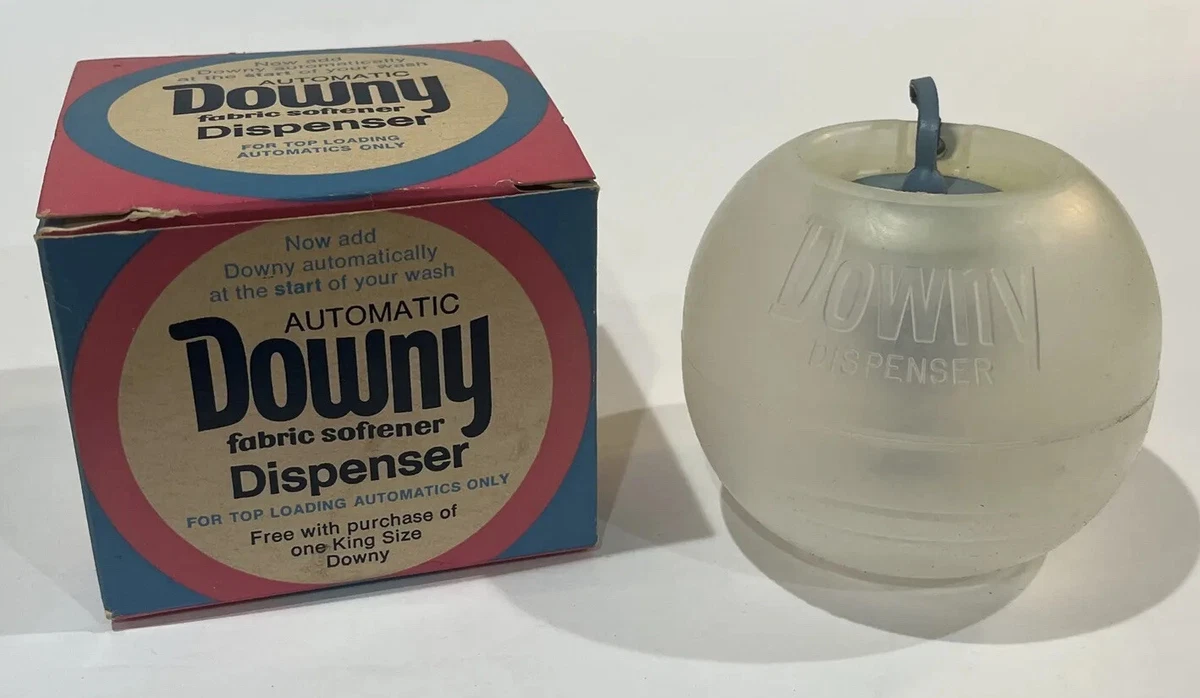 Now add
Downy automatically
at the start of your wash
AUTOMATIC
Downy
fabric softener
Dispenser
FOR TOP LOADING
AUTOMATICS ONLY
Now add
Downy automatically
at the start of your wash
AUTOMATIC
Downy
fabric softener
Dispenser
FOR TOP LOADING AUTOMATICS ONLY
Free with purchase of
one King Size
Downy
Downy
DISPENSER